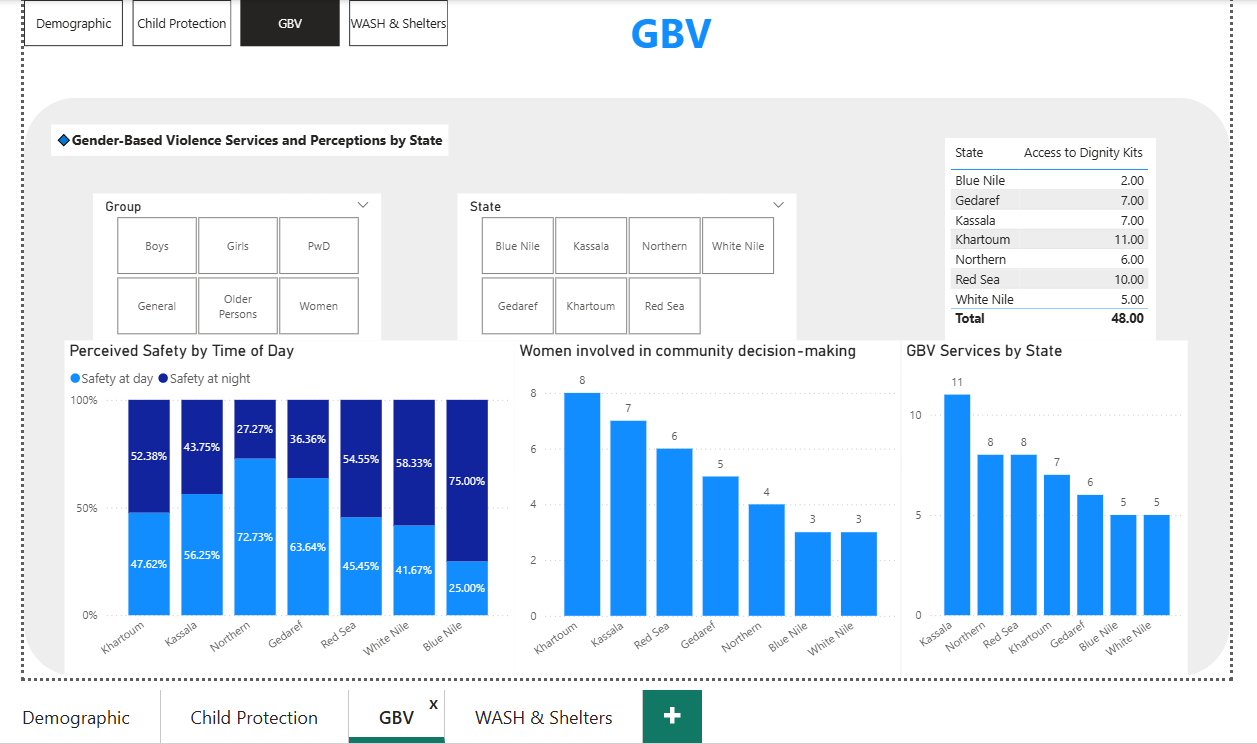 Demographic
Child Protection
GBV
WASH & Shelters
GBV
Gender-Based Violence Services and Perceptions by State
Group
Boys
Girls
PwD
General
Older
Persons
Women
State
Blue Nile
Kassala
Northern
White Nile
Gedaref
Khartoum
Red Sea
State Access to Dignity Kits
Blue Nile 2.00
Gedaref 7.00
Kassala 7.00
Khartoum 11.00
Northern 6.00
Red Sea 10.00
White Nile 5.00
Total 48.00
Perceived Safety by Time of Day
Safety at day Safety at night
100%
50%
0%
52.38%
43.75%
27.27%
36.36%
54.55%
58.33%
75.00%
47.62%
56.25%
72.73%
63.64%
45.45%
41.67%
25.00%
Khartoum
Kassala
Northern
Gedaref
Red Sea
White Nile
Blue Nile
Women involved in community decision-making
8
6
4
2
0
8
7
6
5
4
3
3
Khartoum
Kassala
Red Sea
Gedaref
Northern
Blue Nile
White Nile
GBV Services by State
10
5
0
11
8
8
7
6
5
5
Kassala
Northern
Red Sea
Khartoum
Gedaref
Blue Nile
White Nile
Demographic
Child Protection
GBV
x
WASH & Shelters
+